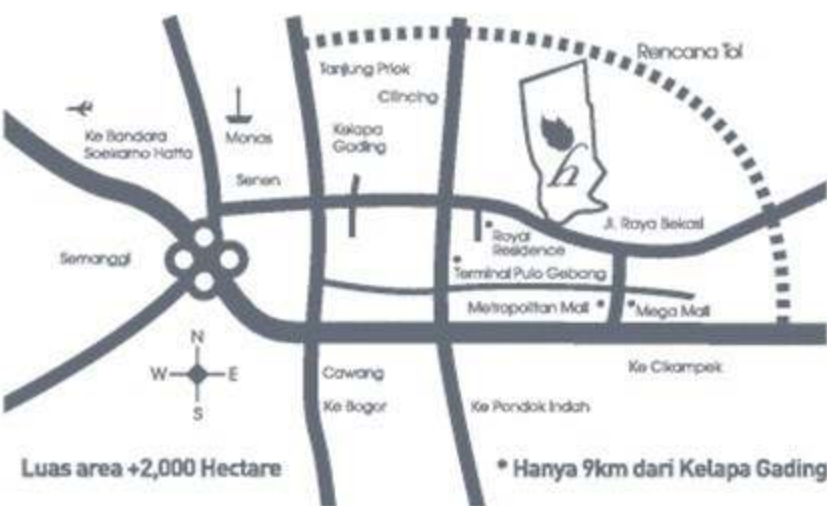 Rencana Tol
Tanjung Priok
Cilincing
Ke Bandara
Soekarno Hatta
Monas
Kelapa
Gading
Senen
h
Jl. Raya Bekasi
Royal
Residence
Semanggi
Terminal Pulo Gebang
Metropolitan Mall
Mega Mall
N
W
E
S
Cawang
Ke Cikampek
Ke Bogor
Ke Pondok Indah
Luas area +2,000 Hectare
* Hanya 9km dari Kelapa Gading